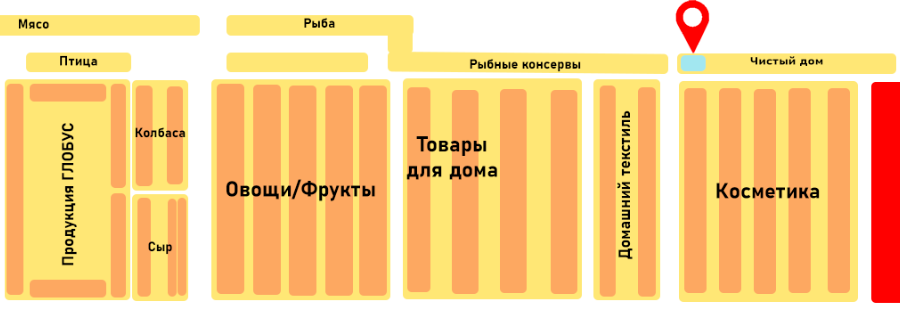 Мясо
Рыба
Птица
Рыбные консервы
Чистый дом
Продукция ГЛОБУС
Колбаса
Сыр
Овощи/Фрукты
Товары
для дома
Домашний текстиль
Косметика